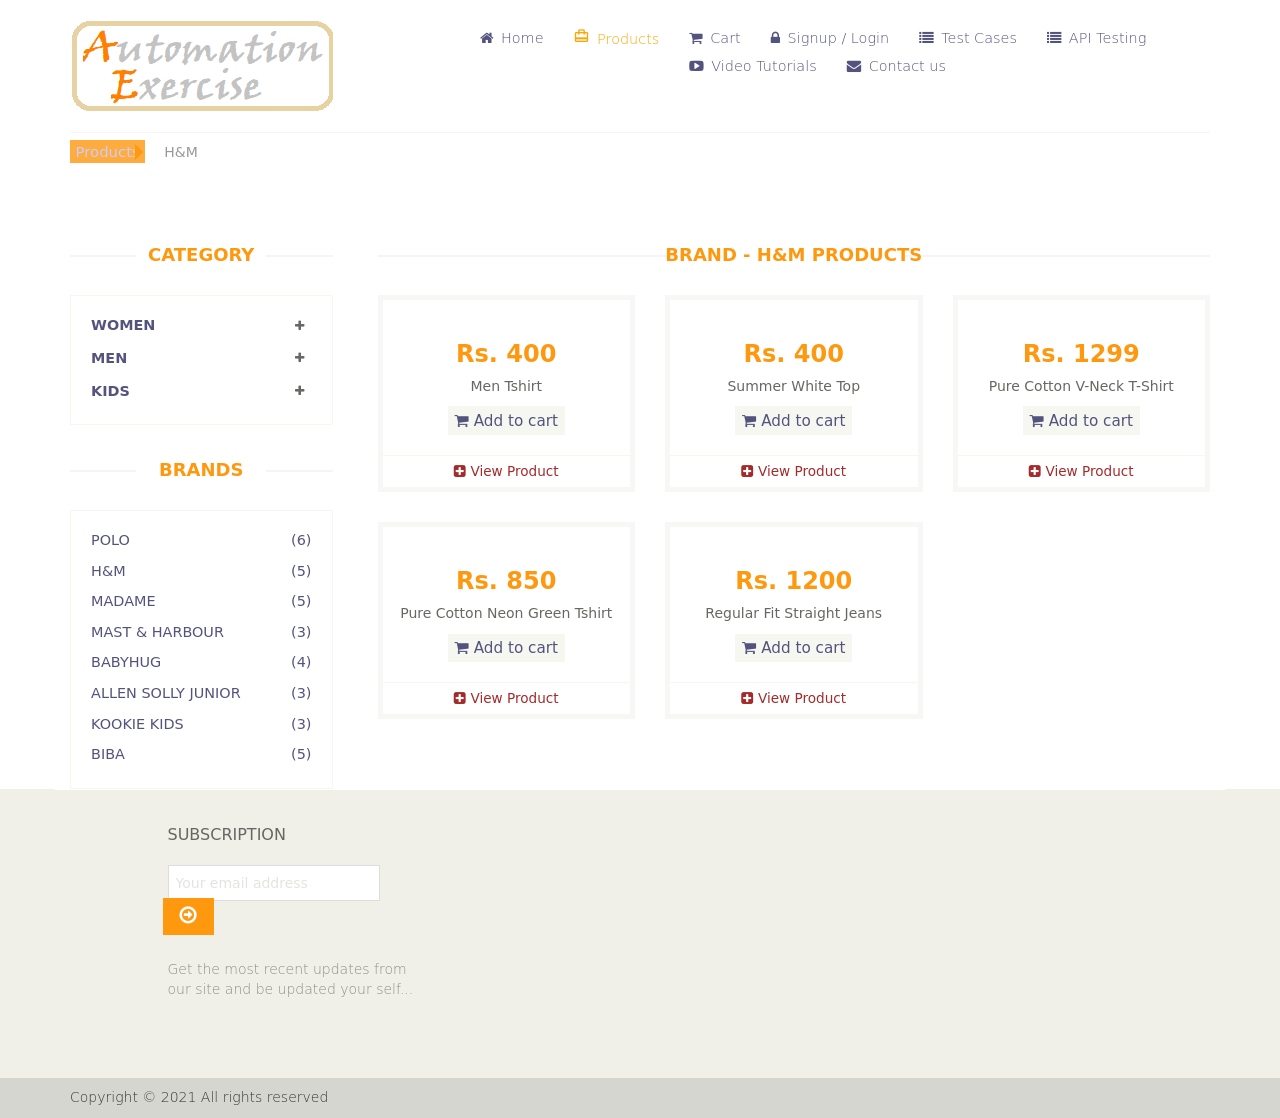 Automation
Exercise
Home
Products
Cart
Signup / Login
Test Cases
API Testing
Video Tutorials
Contact us
Products
H&M
CATEGORY
WOMEN
MEN
KIDS
BRANDS
POLO (6)
H&M (5)
MADAME (5)
MAST & HARBOUR (3)
BABYHUG (4)
ALLEN SOLLY JUNIOR (3)
KOOKIE KIDS (3)
BIBA (5)
BRAND - H&M PRODUCTS
Rs. 400
Men Tshirt
Add to cart
View Product
Rs. 400
Summer White Top
Add to cart
View Product
Rs. 1299
Pure Cotton V-Neck T-Shirt
Add to cart
View Product
Rs. 850
Pure Cotton Neon Green Tshirt
Add to cart
View Product
Rs. 1200
Regular Fit Straight Jeans
Add to cart
View Product
SUBSCRIPTION
Your email address
Get the most recent updates from
our site and be updated your self...
Copyright © 2021 All rights reserved